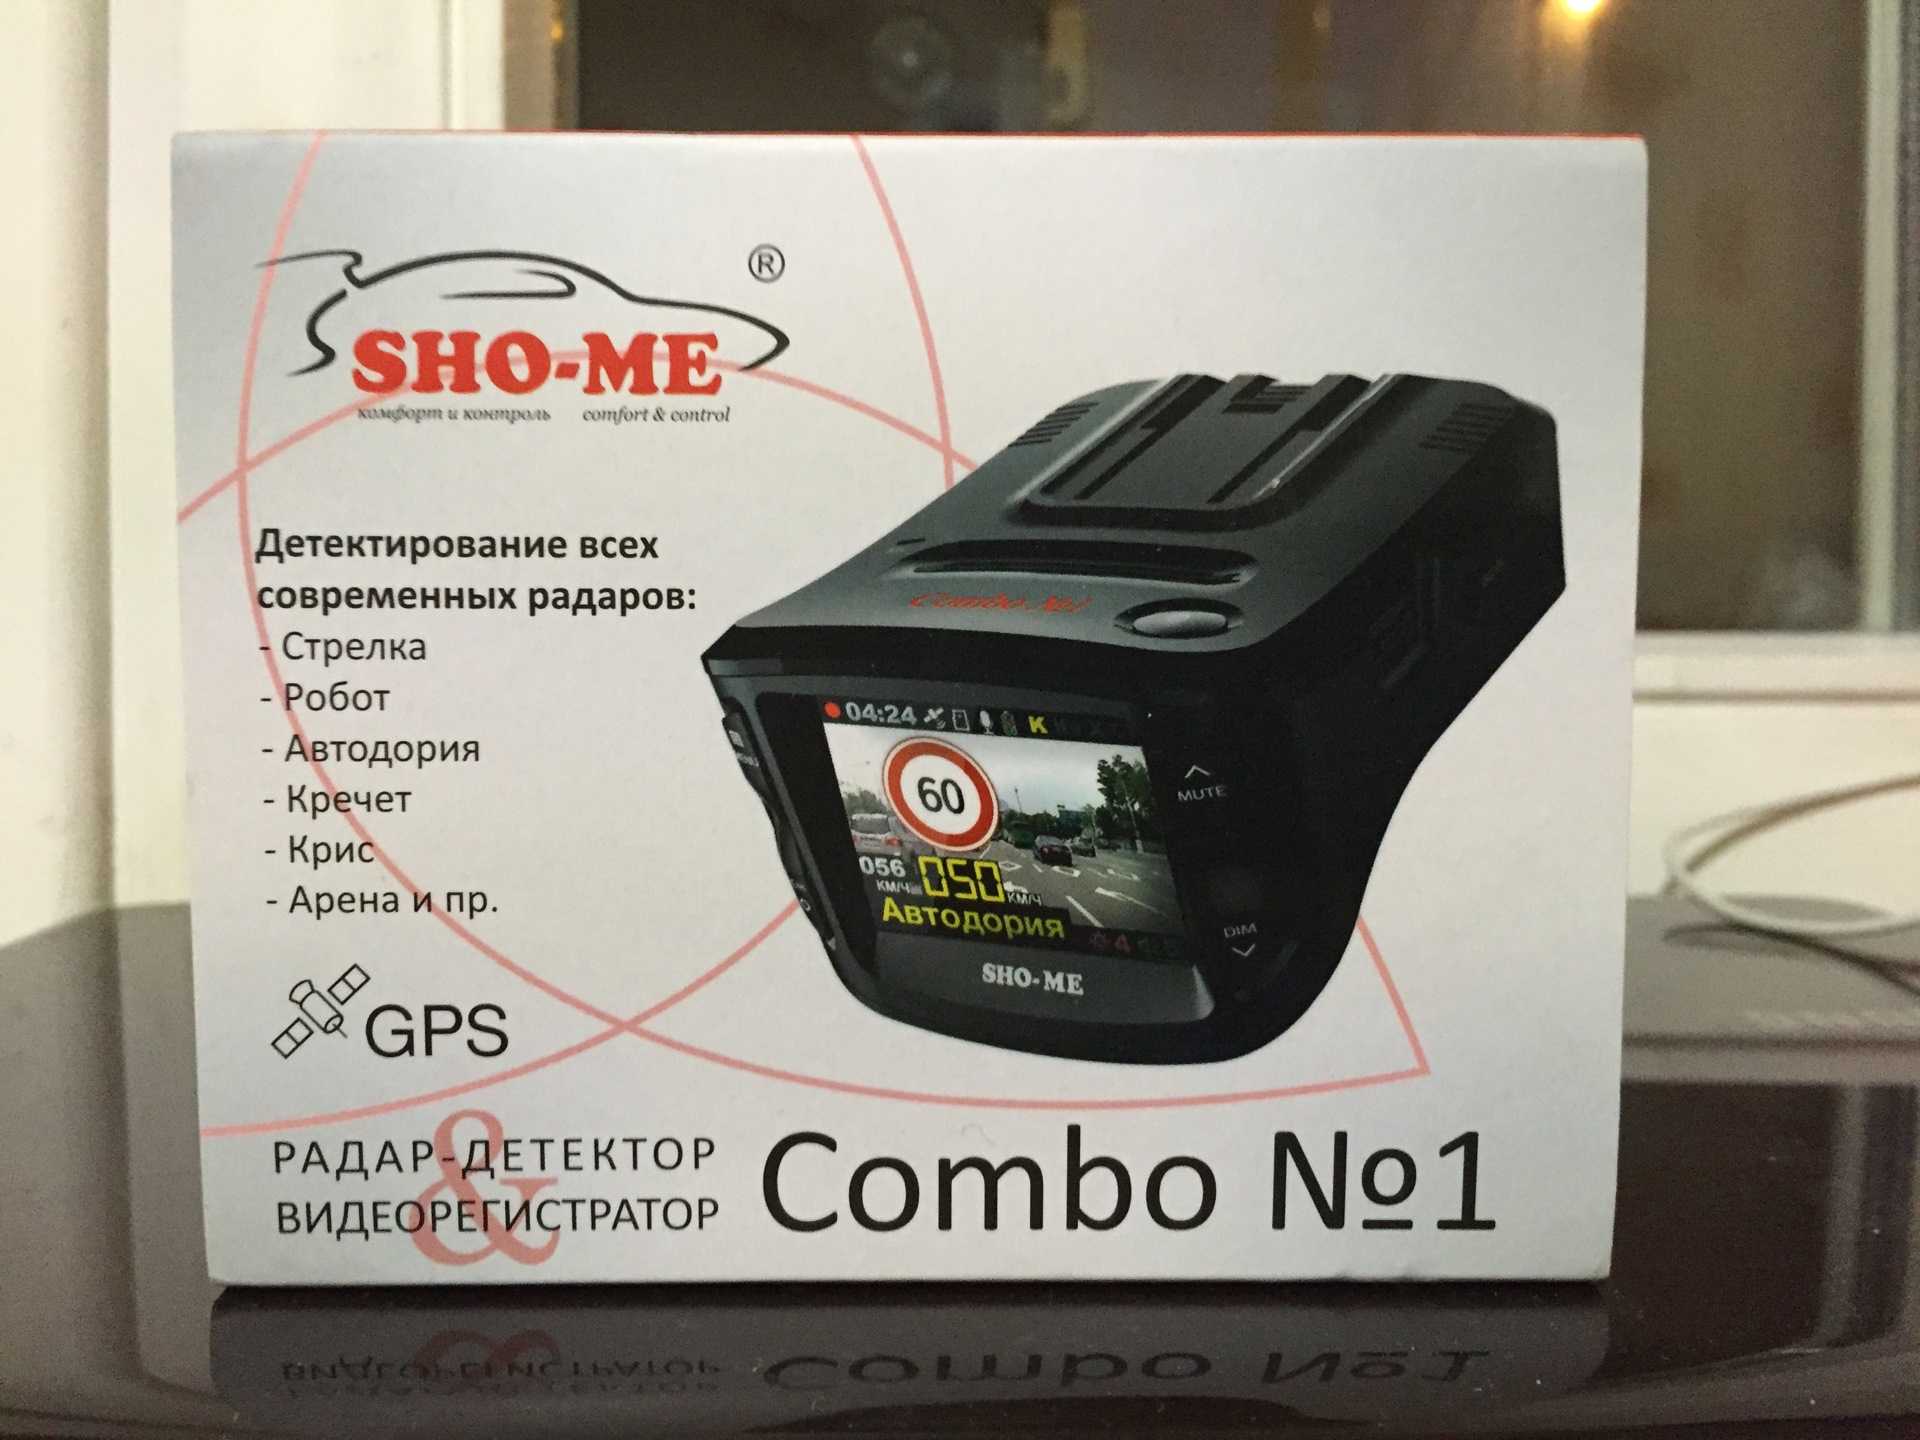 ®
SHO-ME
комфорт и контроль comfort & control
Детектирование всех
современных радаров:
- Стрелка
- Робот
- Автодория
- Кречет
- Крис
- Арена и пр.
GPS
Combo №1
04:24 K
60
056 КМ/Ч 050 КМ/Ч
Автодория
4
MUTE
DIM
SHO-ME
&
РАДАР-ДЕТЕКТОР
ВИДЕОРЕГИСТРАТОР
Combo №1